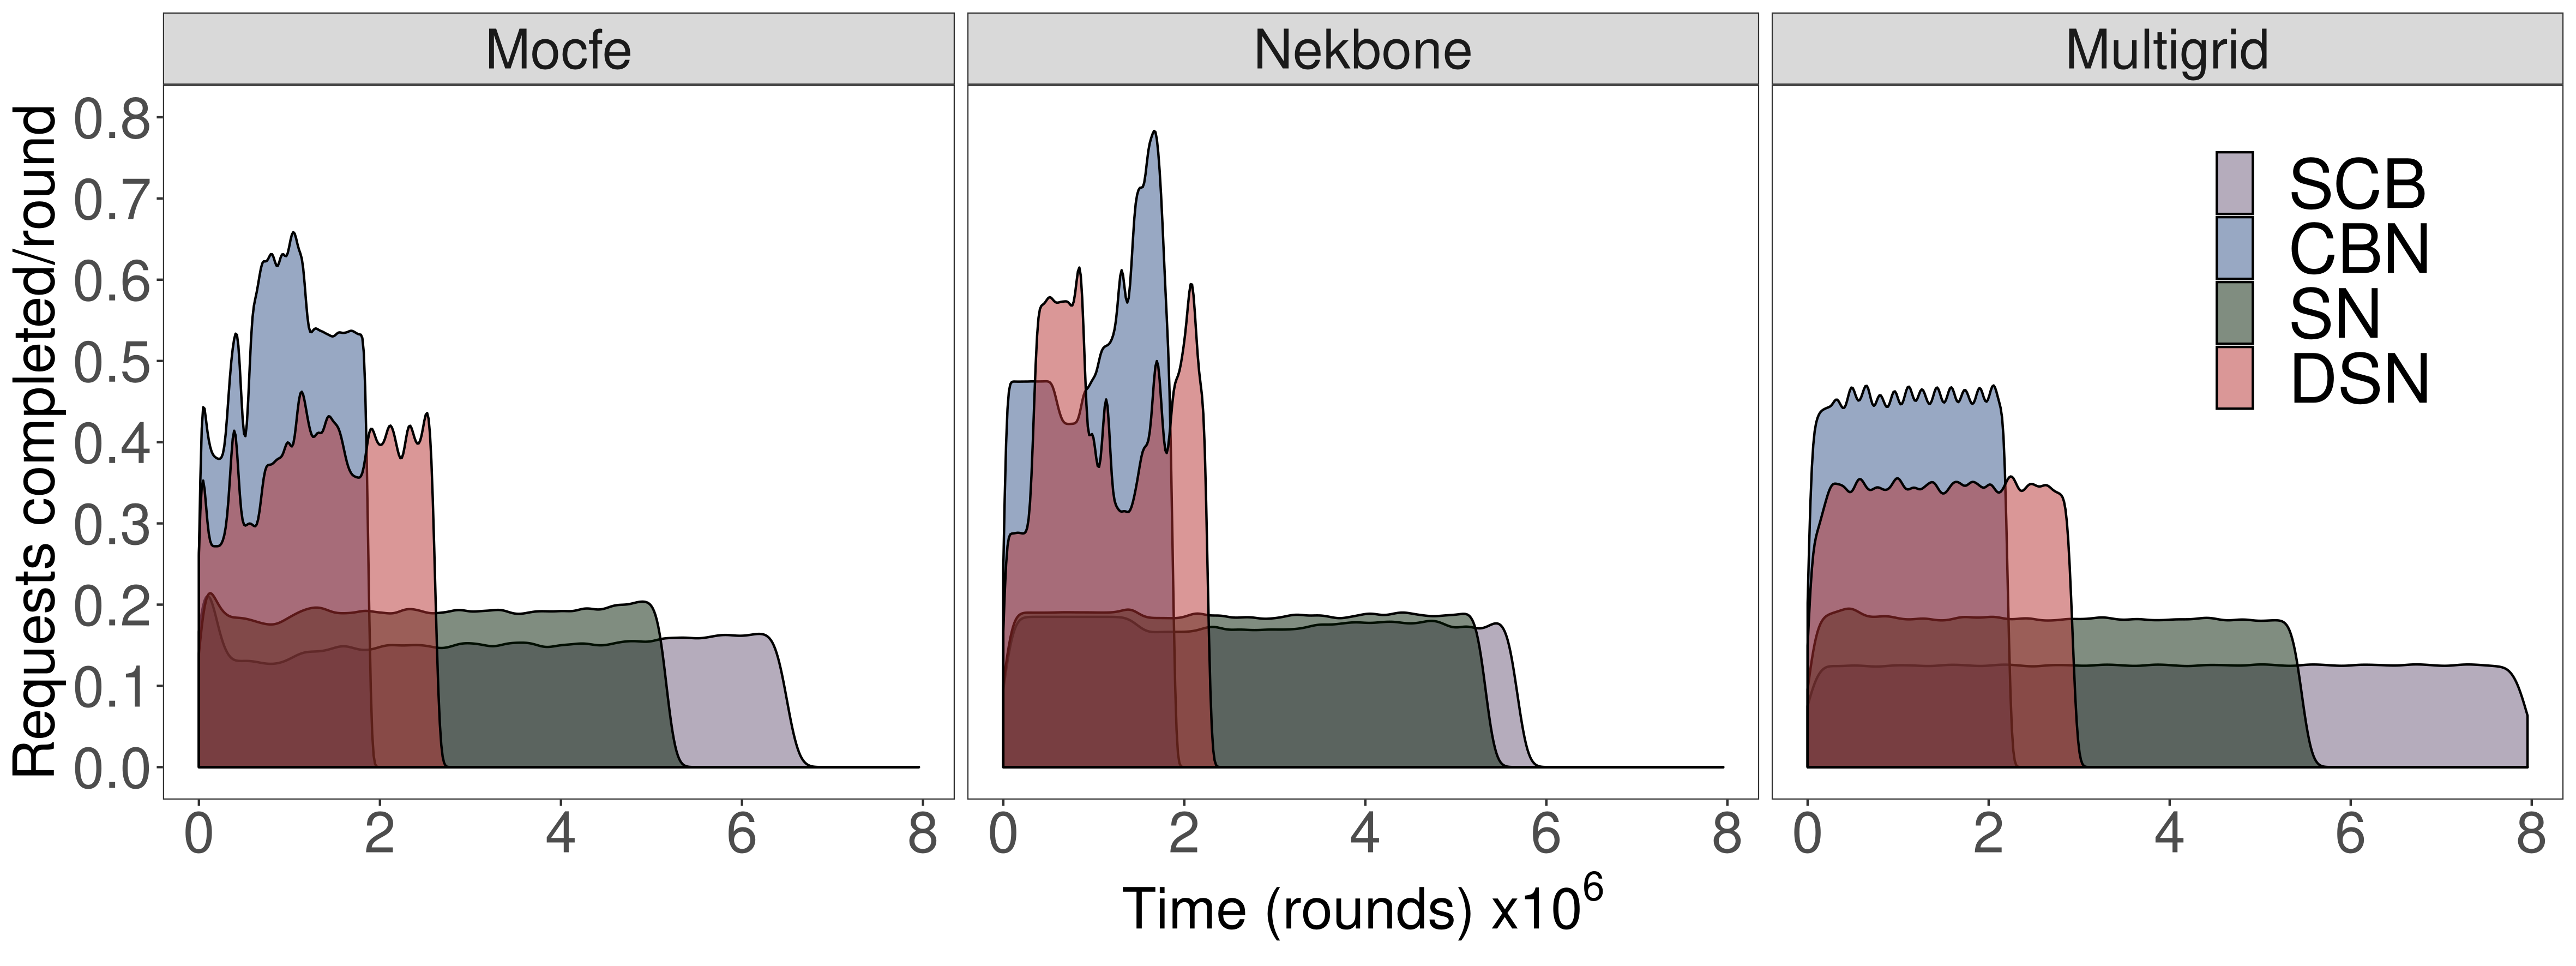 Mocfe Nekbone Multigrid
Requests completed/round
0.8
0.7
0.6
0.5
0.4
0.3
0.2
0.1
0.0
SCB
CBN
SN
DSN
0 2 4 6 8 0 2 4 6 8 0 2 4 6 8
Time (rounds) x10⁶